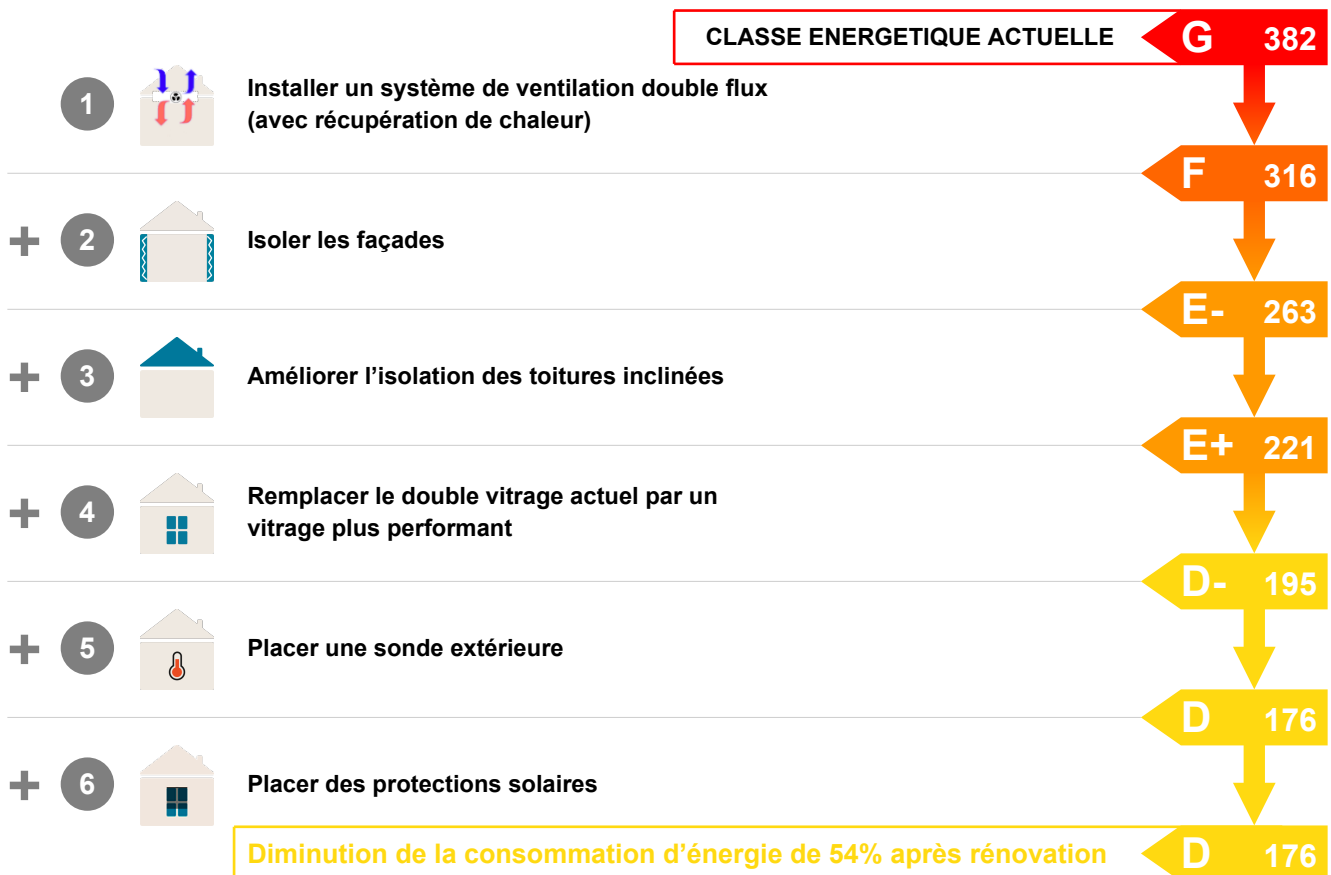 CLASSE ENERGETIQUE ACTUELLE G 382
1 Installer un système de ventilation double flux
(avec récupération de chaleur)
F 316
+ 2 Isoler les façades
E- 263
+ 3 Améliorer l’isolation des toitures inclinées
E+ 221
+ 4 Remplacer le double vitrage actuel par un
vitrage plus performant
D- 195
+ 5 Placer une sonde extérieure
D 176
+ 6 Placer des protections solaires
Diminution de la consommation d’énergie de 54% après rénovation D 176